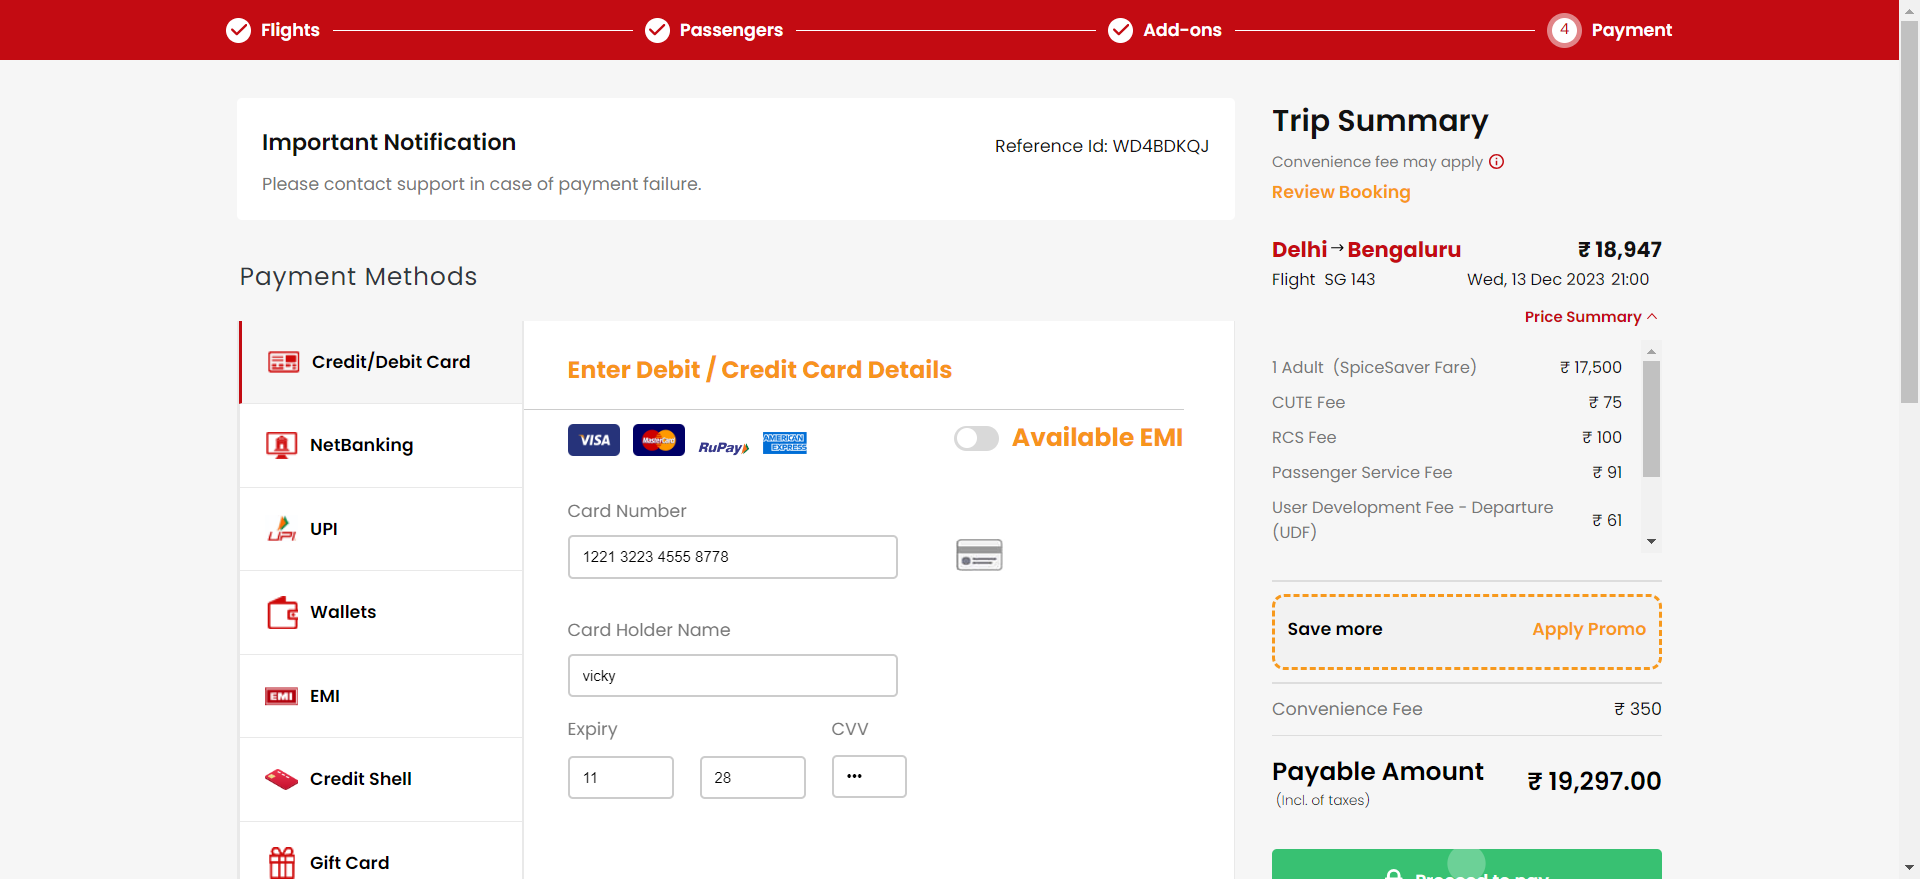 Flights
Passengers
Add-ons
4 Payment
Important Notification
Reference Id: WD4BDKQJ
Please contact support in case of payment failure.
Payment Methods
Credit/Debit Card
NetBanking
UPI UPI
Wallets
EMI EMI
Credit Shell
Gift Card
Enter Debit / Credit Card Details
VISA MasterCard RuPay AMERICAN EXPRESS
Available EMI
Card Number
1221 3223 4555 8778
Card Holder Name
vicky
Expiry CVV
11 28 •••
Trip Summary
Convenience fee may apply
Review Booking
Delhi → Bengaluru ₹ 18,947
Flight SG 143 Wed, 13 Dec 2023 21:00
Price Summary
1 Adult (SpiceSaver Fare) ₹ 17,500
CUTE Fee ₹ 75
RCS Fee ₹ 100
Passenger Service Fee ₹ 91
User Development Fee - Departure
(UDF) ₹ 61
Save more Apply Promo
Convenience Fee ₹ 350
Payable Amount ₹ 19,297.00
(Incl. of taxes)
Proceed to pay